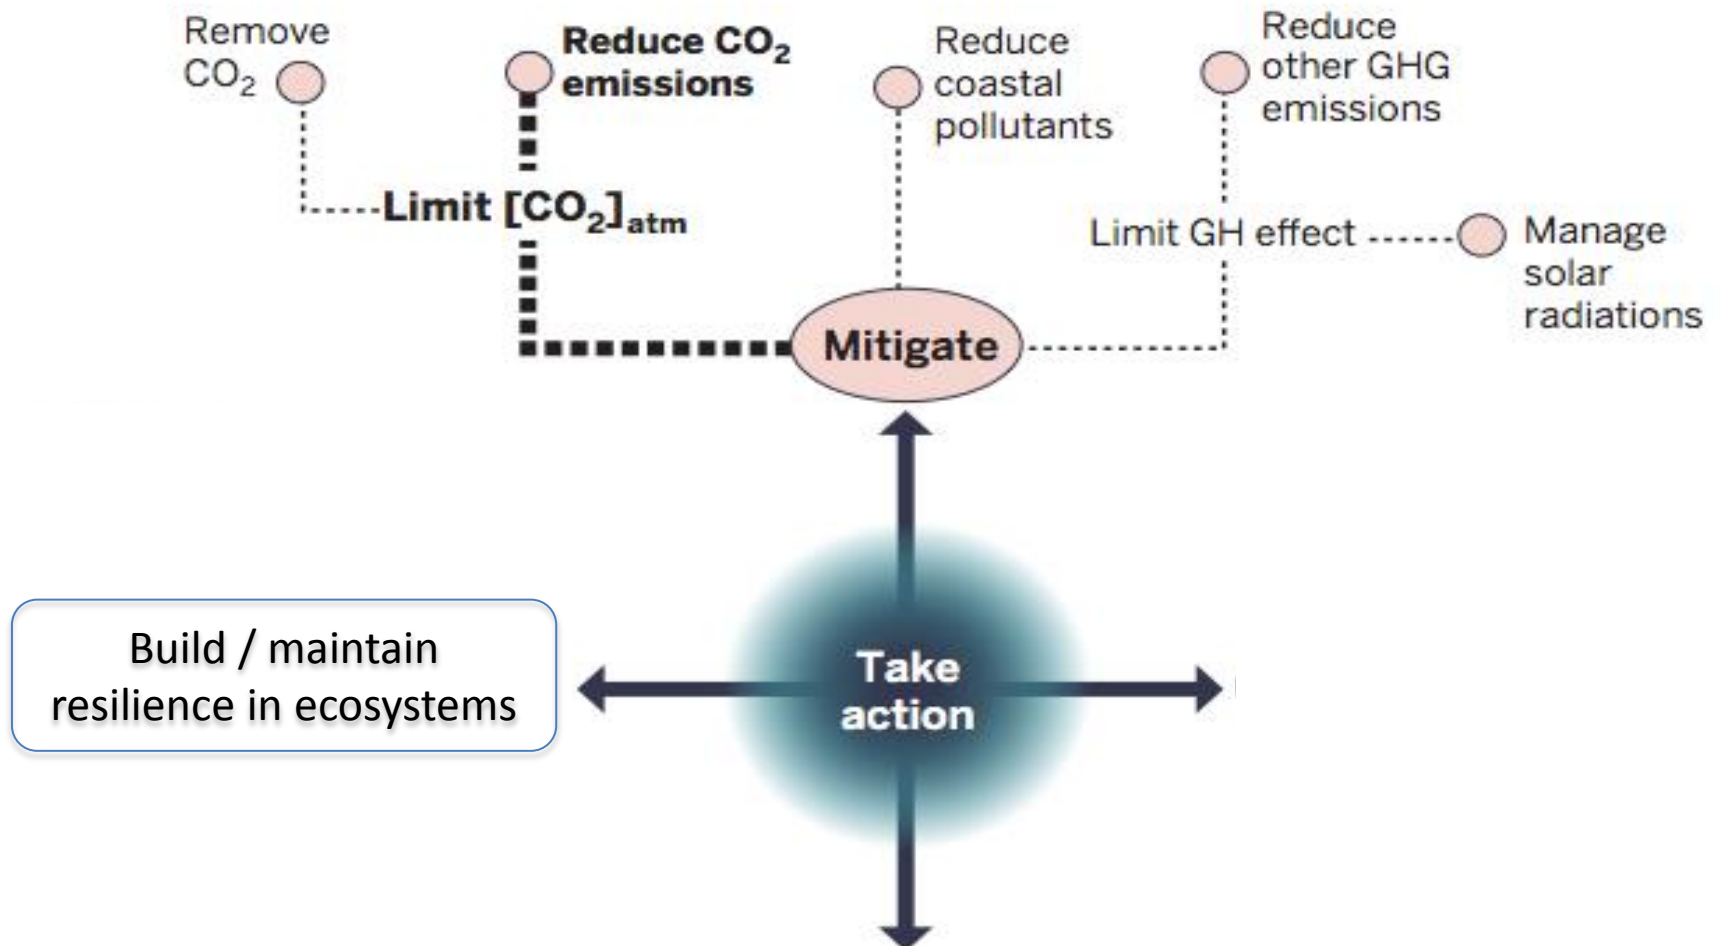 Remove
CO₂
Reduce CO₂
emissions
Reduce
coastal
pollutants
Reduce
other GHG
emissions
Limit [CO₂]atm
Limit GH effect
Manage
solar
radiations
Mitigate
Build / maintain
resilience in ecosystems
Take
action